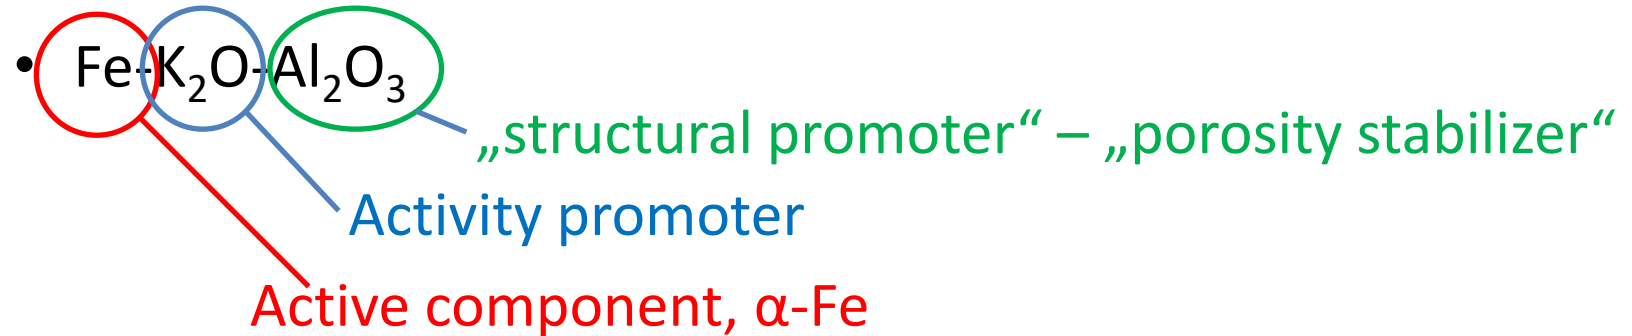 • Fe-K₂O-Al₂O₃
„structural promoter“ – „porosity stabilizer“
Activity promoter
Active component, α-Fe